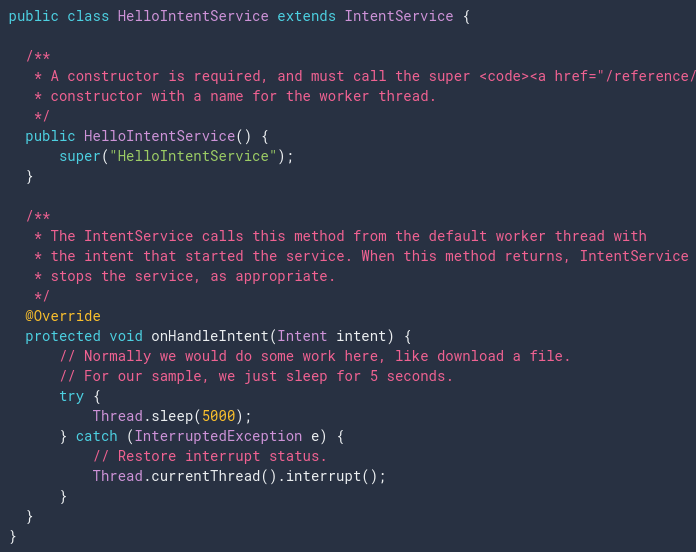 public class HelloIntentService extends IntentService {

  /**
   * A constructor is required, and must call the super <code><a href="/reference/
   * constructor with a name for the worker thread.
   */
  public HelloIntentService() {
      super("HelloIntentService");
  }

  /**
   * The IntentService calls this method from the default worker thread with
   * the intent that started the service. When this method returns, IntentService
   * stops the service, as appropriate.
   */
  @Override
  protected void onHandleIntent(Intent intent) {
      // Normally we would do some work here, like download a file.
      // For our sample, we just sleep for 5 seconds.
      try {
          Thread.sleep(5000);
      } catch (InterruptedException e) {
          // Restore interrupt status.
          Thread.currentThread().interrupt();
      }
  }
}